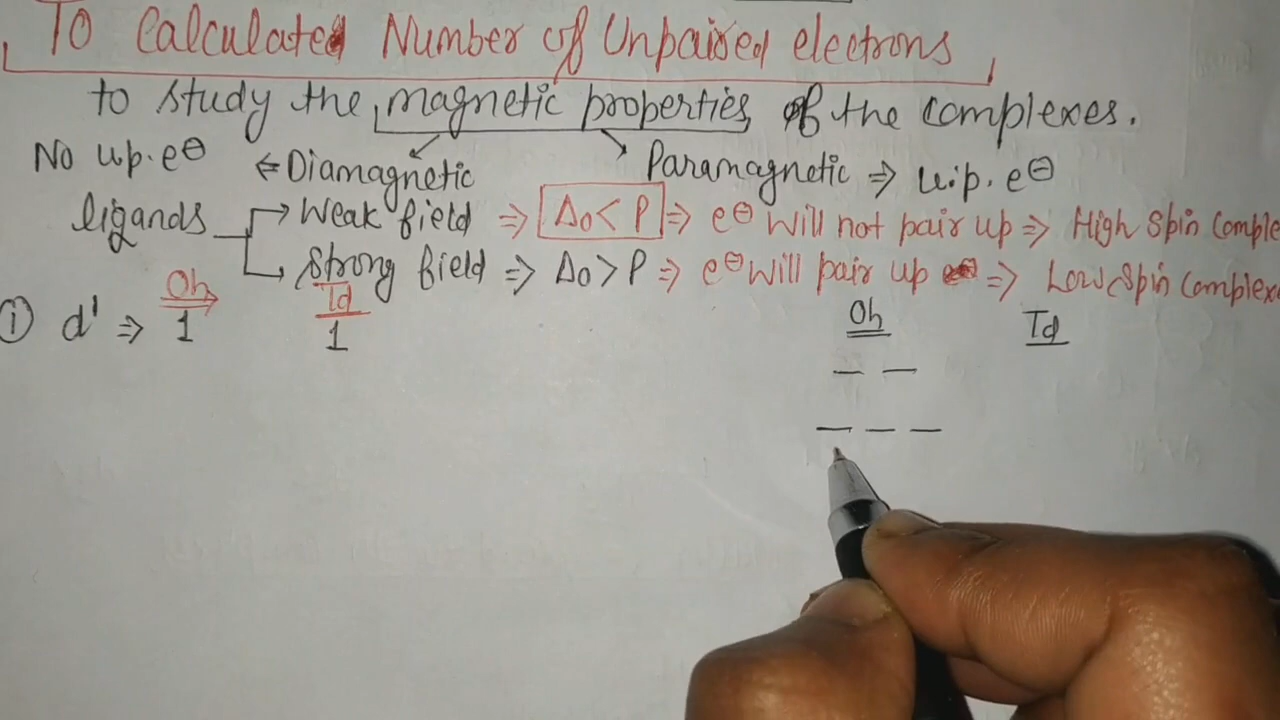 To Calculated Number of Unpaired electrons
to study the magnetic properties of the complexes.
No u.p. e⊖ ⇐ Diamagnetic Paramagnetic ⇒ u.p. e⊖
ligands → Weak field ⇒ Δo < P ⇒ e⊖ will not pair up ⇒ High Spin Comple
→ Strong field ⇒ Δo > P ⇒ e⊖ will pair up ⇒ Low Spin Complex
Oh Td
① d¹ ⇒ 1 1
Oh Td